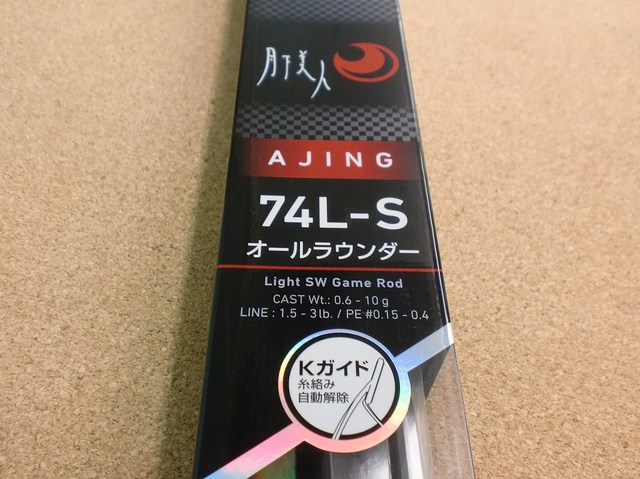 月下美人
AJING
74L-S
オールラウンダー
Light SW Game Rod
CAST Wt.: 0.6 - 10 g
LINE : 1.5 - 3 lb. / PE #0.15 - 0.4
Kガイド
糸絡み
自動解除